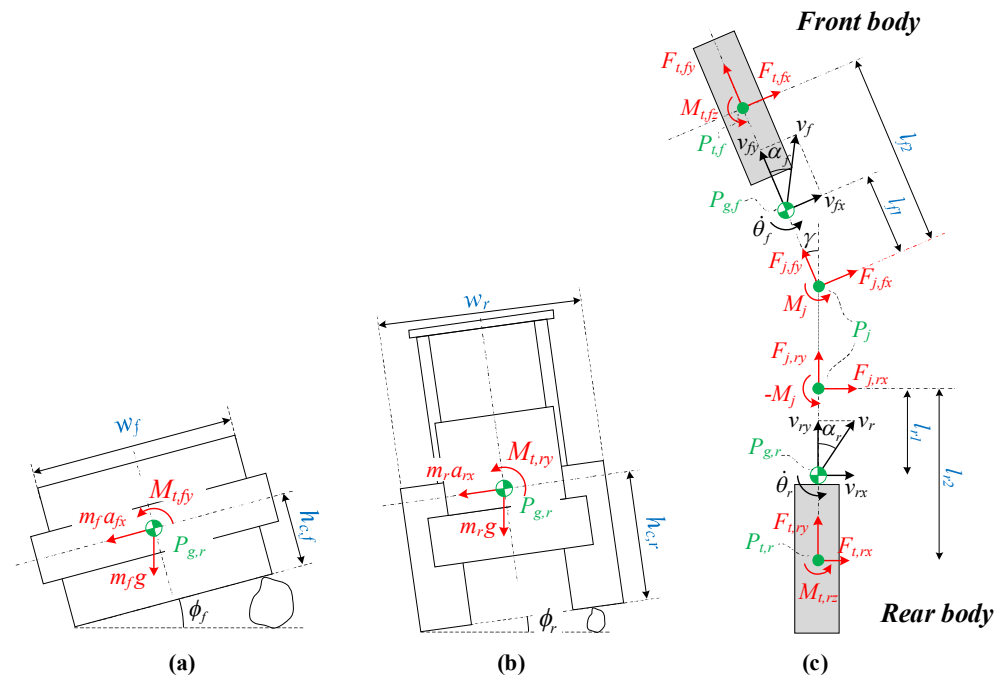 w_f
M_{t,fy}
m_f a_{fx}
P_{g,r}
m_f g
h_{c,f}
ϕ_f
(a)
w_r
M_{t,ry}
m_r a_{rx}
P_{g,r}
m_r g
h_{c,r}
ϕ_r
(b)
Front body
F_{t,fy}
F_{t,fx}
M_{t,fz}
P_{t,f}
v_{fy}
α_f
v_f
l_{f2}
P_{g,f}
v_{fx}
l_{f1}
θ̇_f
γ
F_{j,fy}
F_{j,fx}
M_j
P_j
F_{j,ry}
F_{j,rx}
-M_j
v_{ry}
α_r
v_r
l_{r1}
l_{r2}
P_{g,r}
θ̇_r
v_{rx}
F_{t,ry}
P_{t,r}
F_{t,rx}
M_{t,rz}
Rear body
(c)